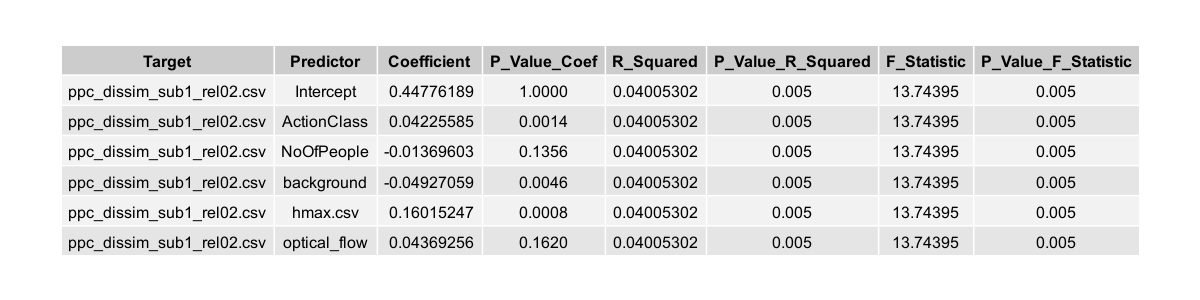 Target Predictor Coefficient P_Value_Coef R_Squared P_Value_R_Squared F_Statistic P_Value_F_Statistic
ppc_dissim_sub1_rel02.csv Intercept 0.44776189 1.0000 0.04005302 0.005 13.74395 0.005
ppc_dissim_sub1_rel02.csv ActionClass 0.04225585 0.0014 0.04005302 0.005 13.74395 0.005
ppc_dissim_sub1_rel02.csv NoOfPeople -0.01369603 0.1356 0.04005302 0.005 13.74395 0.005
ppc_dissim_sub1_rel02.csv background -0.04927059 0.0046 0.04005302 0.005 13.74395 0.005
ppc_dissim_sub1_rel02.csv hmax.csv 0.16015247 0.0008 0.04005302 0.005 13.74395 0.005
ppc_dissim_sub1_rel02.csv optical_flow 0.04369256 0.1620 0.04005302 0.005 13.74395 0.005